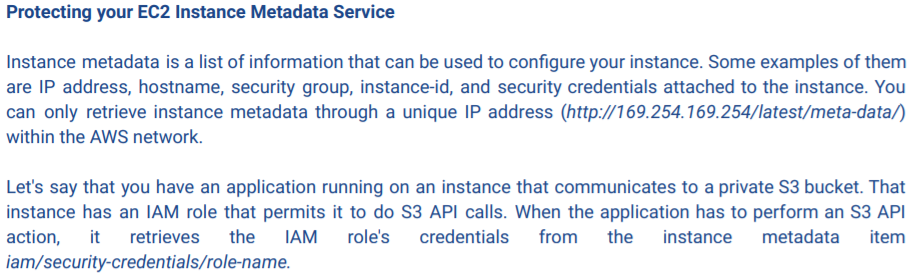 Protecting your EC2 Instance Metadata Service
Instance metadata is a list of information that can be used to configure your instance. Some examples of them
are IP address, hostname, security group, instance-id, and security credentials attached to the instance. You
can only retrieve instance metadata through a unique IP address (http://169.254.169.254/latest/meta-data/)
within the AWS network.
Let's say that you have an application running on an instance that communicates to a private S3 bucket. That
instance has an IAM role that permits it to do S3 API calls. When the application has to perform an S3 API
action, it retrieves the IAM role's credentials from the instance metadata item
iam/security-credentials/role-name.